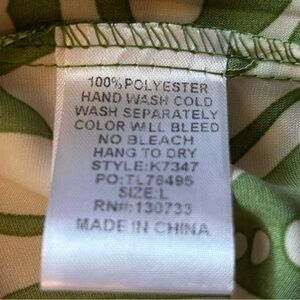 100% POLYESTER
HAND WASH COLD
WASH SEPARATELY
COLOR WILL BLEED
NO BLEACH
HANG TO DRY
STYLE:K7347
PO:TL76495
SIZE:L
RN#:130733
MADE IN CHINA